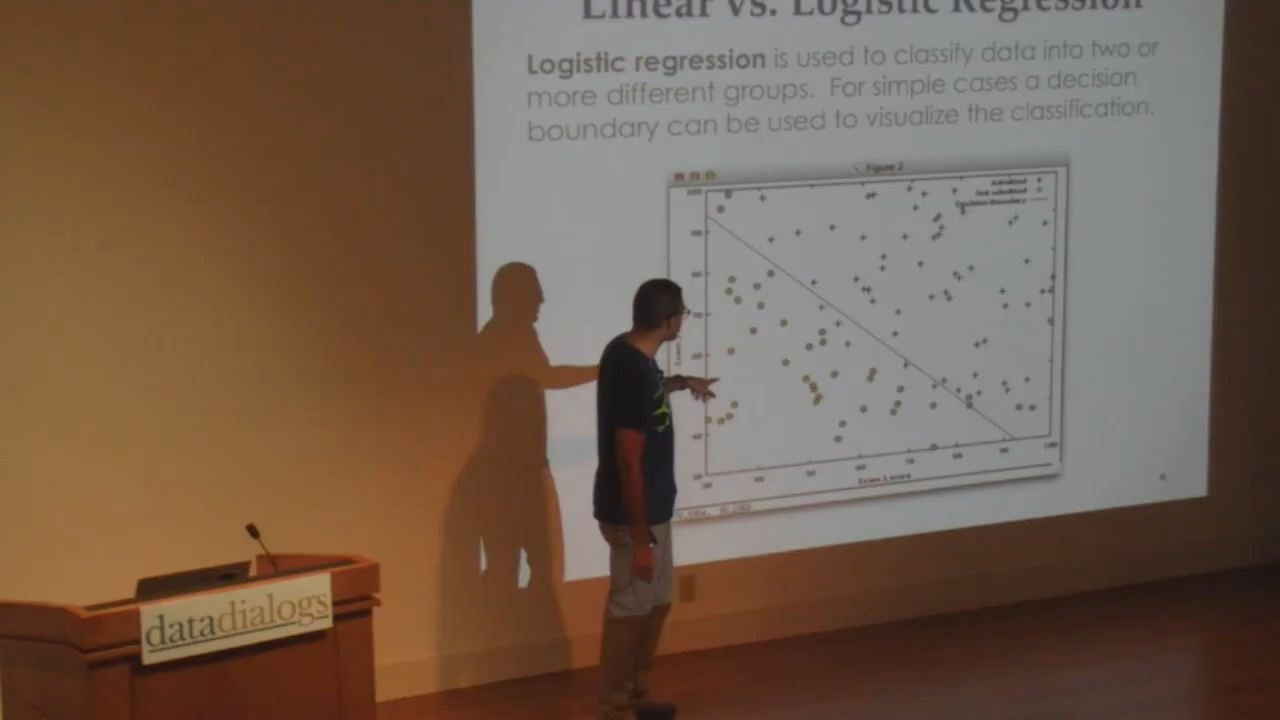 Linear vs. Logistic Regression
Logistic regression is used to classify data into two or
more different groups. For simple cases a decision
boundary can be used to visualize the classification.
Figure 2
Admitted
Not admitted
Decision Boundary
100
Exam 1 score
100
datadialogs